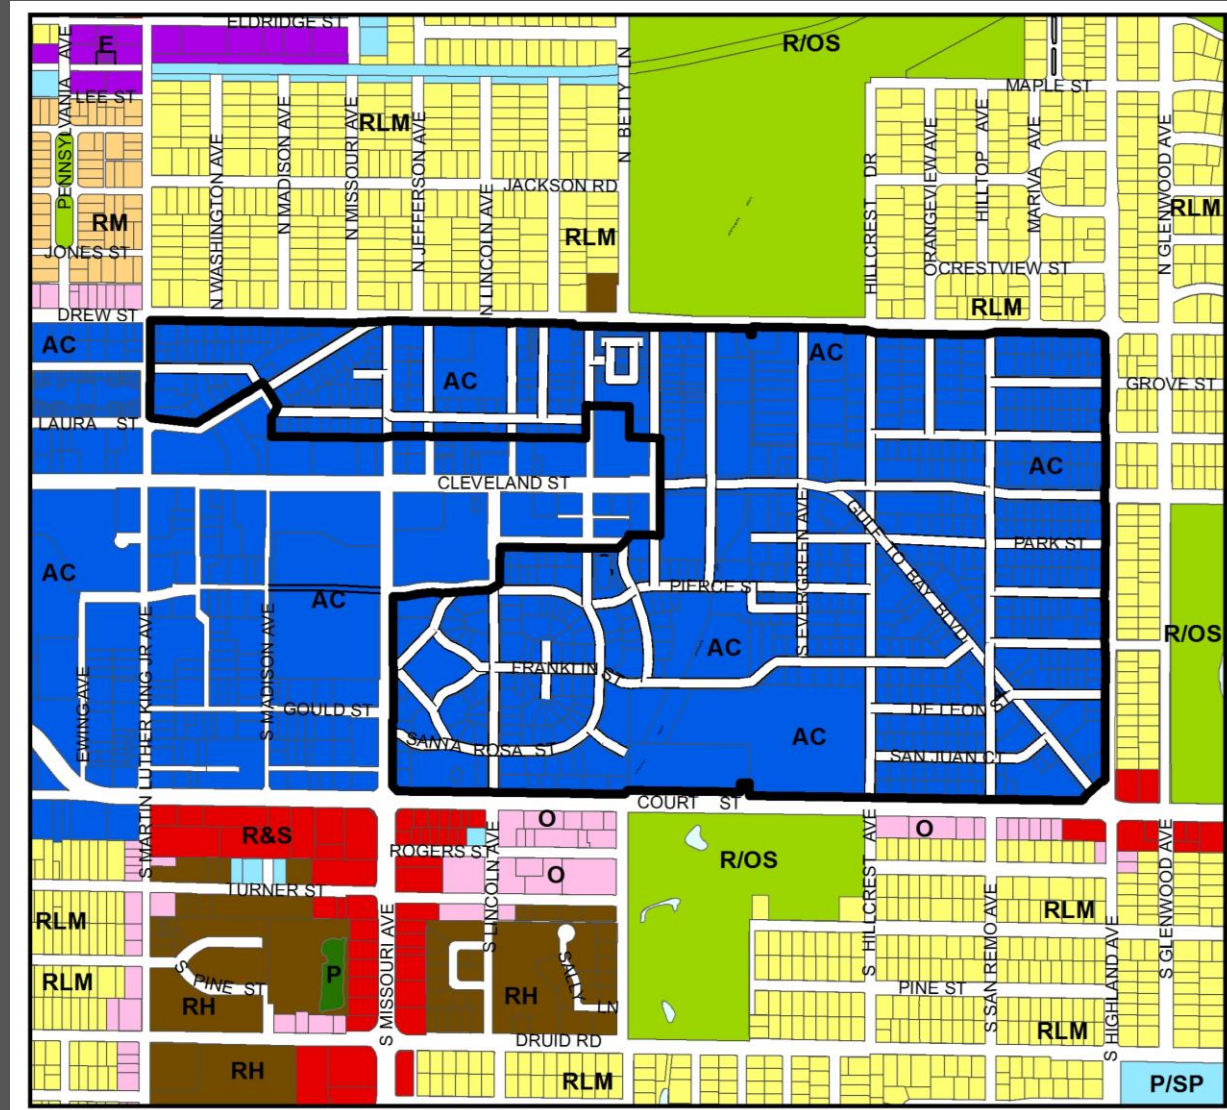 ELDRIDGE ST
PENNSYLVANIA AVE
LEE ST
N BETTY LN
R/OS
MAPLE ST
RLM
N WASHINGTON AVE
N MADISON AVE
N MISSOURI AVE
N JEFFERSON AVE
N LINCOLN AVE
JACKSON RD
HILLCREST DR
ORANGEVIEW AVE
HILLTOP AVE
MARIVA AVE
N GLENWOOD AVE
RLM
RM
RLM
JONES ST
CRESTVIEW ST
RLM
DREW ST
AC
AC
AC
GROVE ST
LAURA ST
AC
CLEVELAND ST
GULF TO BAY BLVD
PARK ST
AC
AC
PIERCE ST
S EVERGREEN AVE
R/OS
AC
EWING AVE
S MARTIN LUTHER KING JR AVE
S MADISON AVE
FRANKLIN ST
GOULD ST
DE LEON ST
SANTA ROSA ST
AC
SAN JUAN CT
COURT ST
R&S
O
O
ROGERS ST
R/OS
O
TURNER ST
S LINCOLN AVE
S HILLCREST AVE
S GLENWOOD AVE
RLM
RLM
S MISSOURI AVE
S SAN REMO AVE
S HIGHLAND AVE
RLM
P
S PINE ST
SALLY LN
PINE ST
RH
RH
RLM
DRUID RD
RH
RLM
P/SP